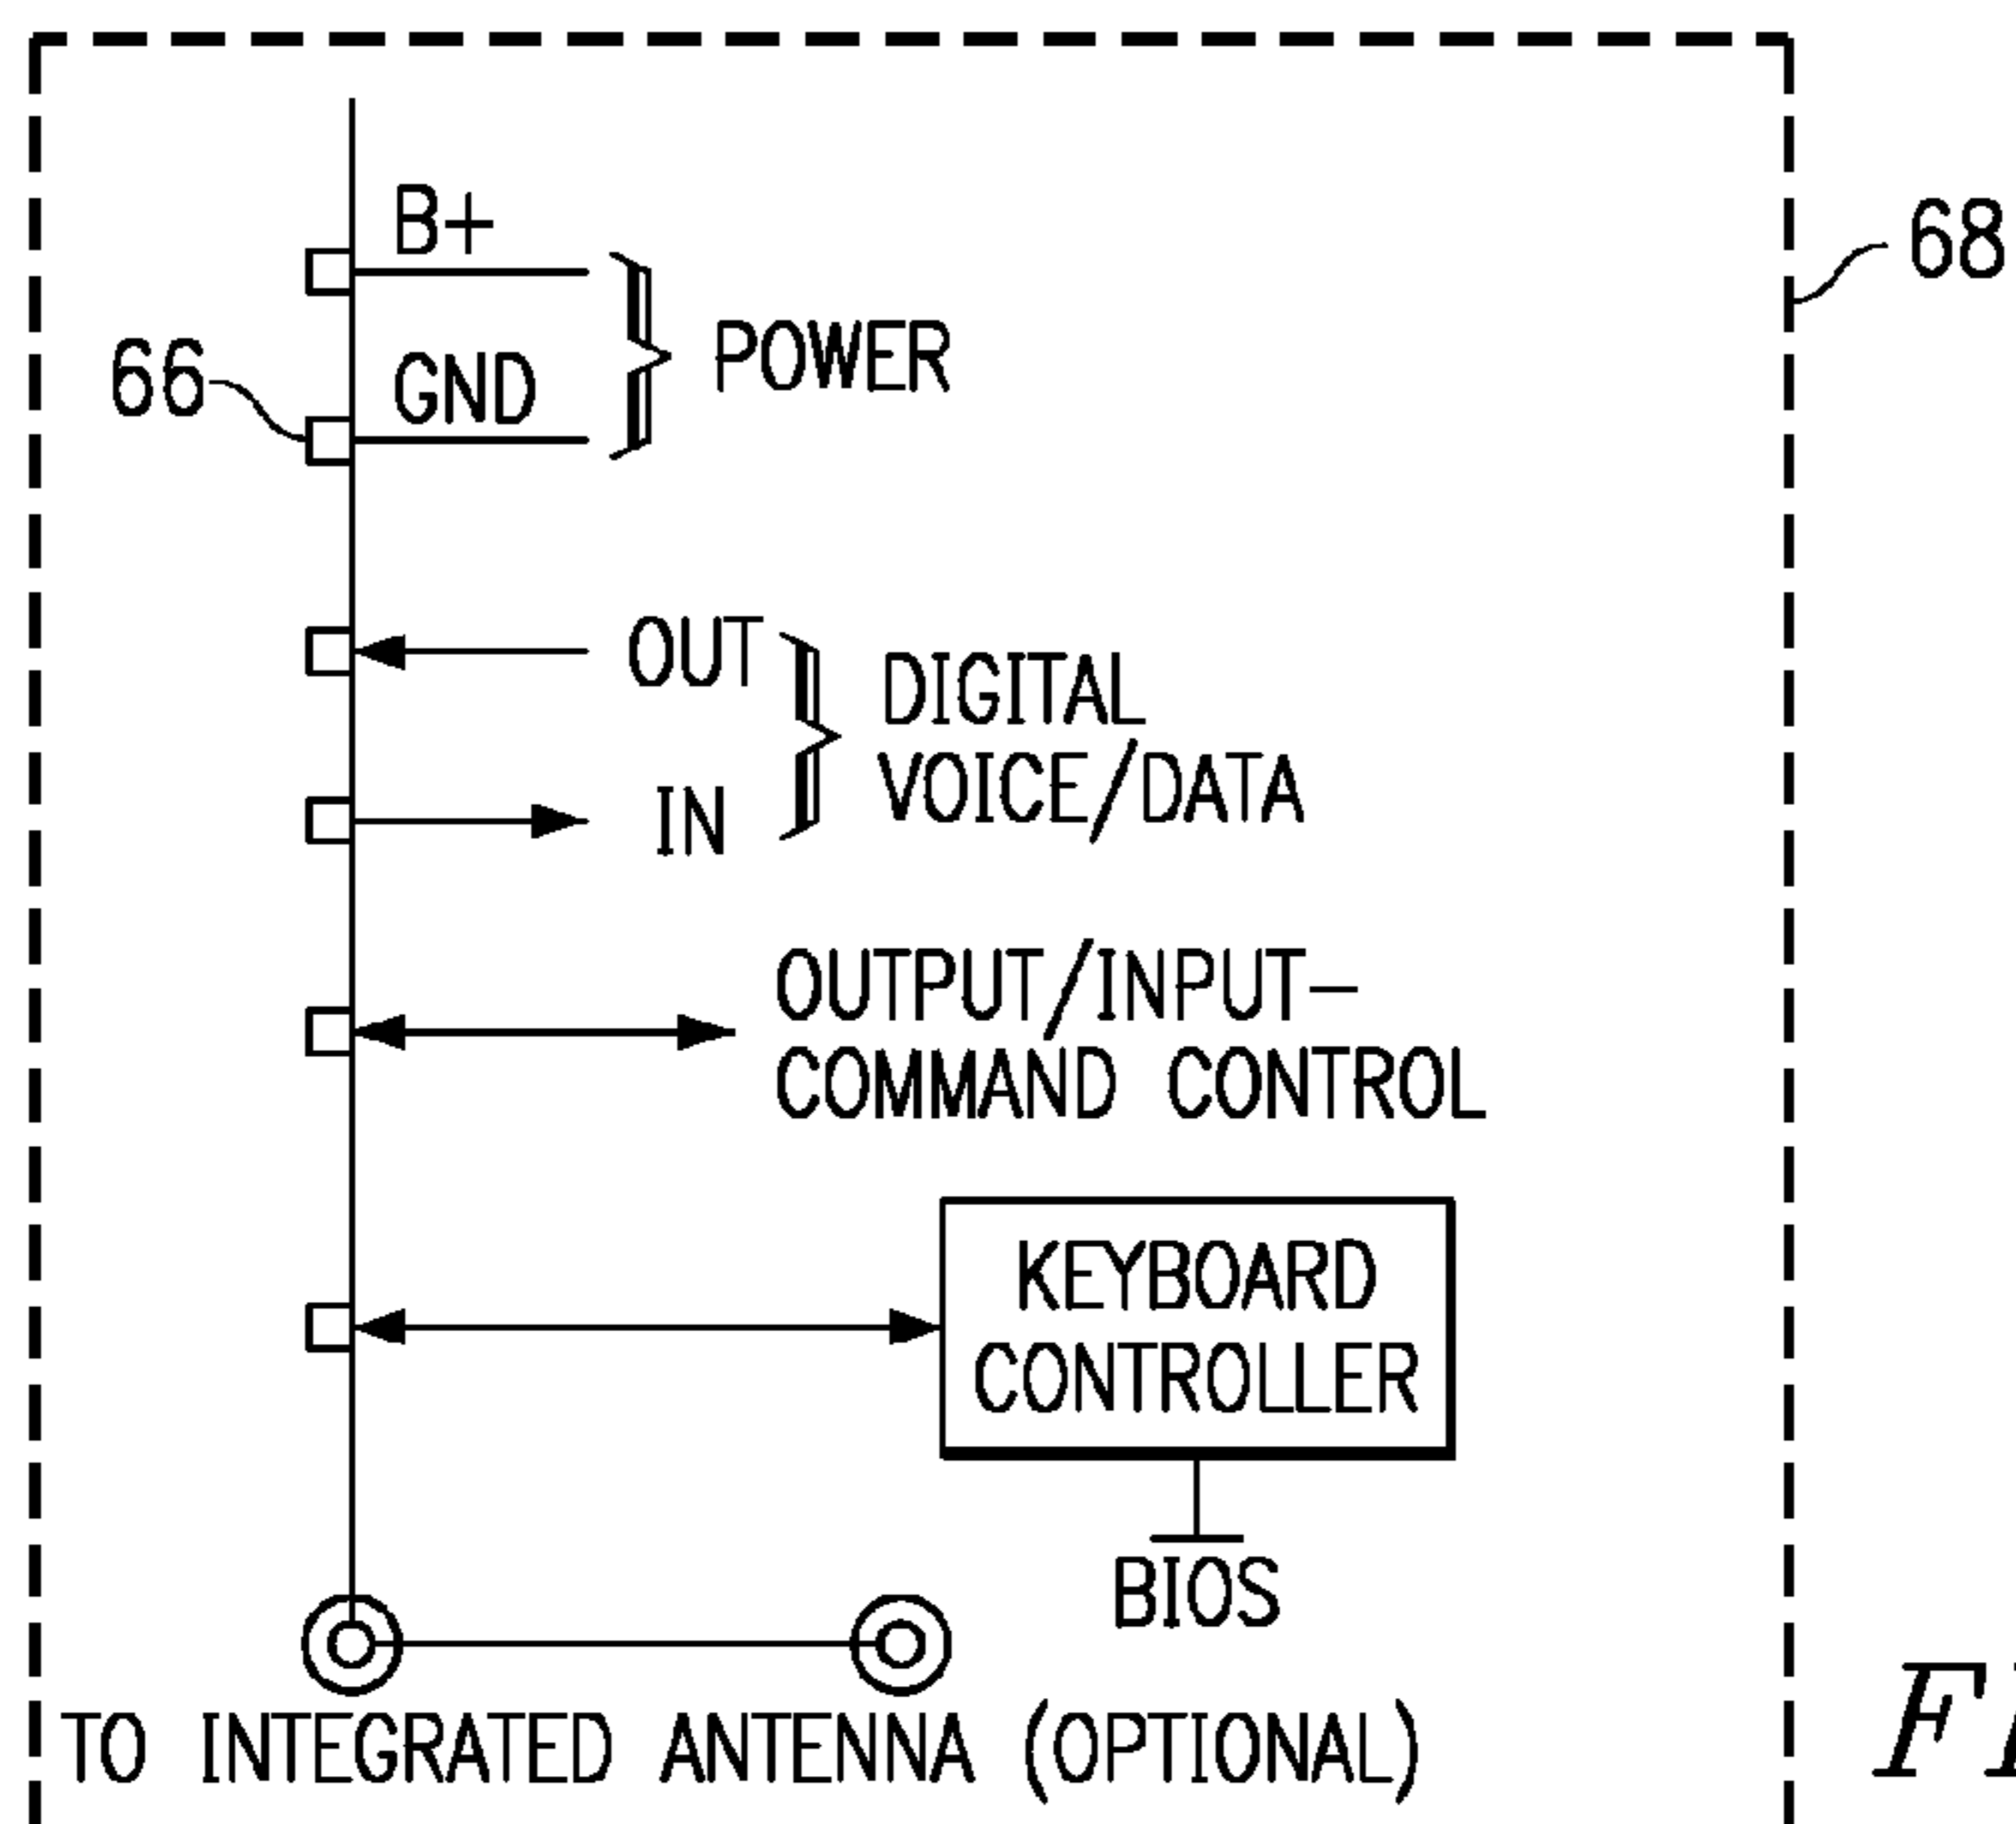 B+
68
66
GND
POWER
OUT
DIGITAL
VOICE/DATA
IN
OUTPUT/INPUT-
COMMAND CONTROL
KEYBOARD
CONTROLLER
BIOS
TO INTEGRATED ANTENNA (OPTIONAL)